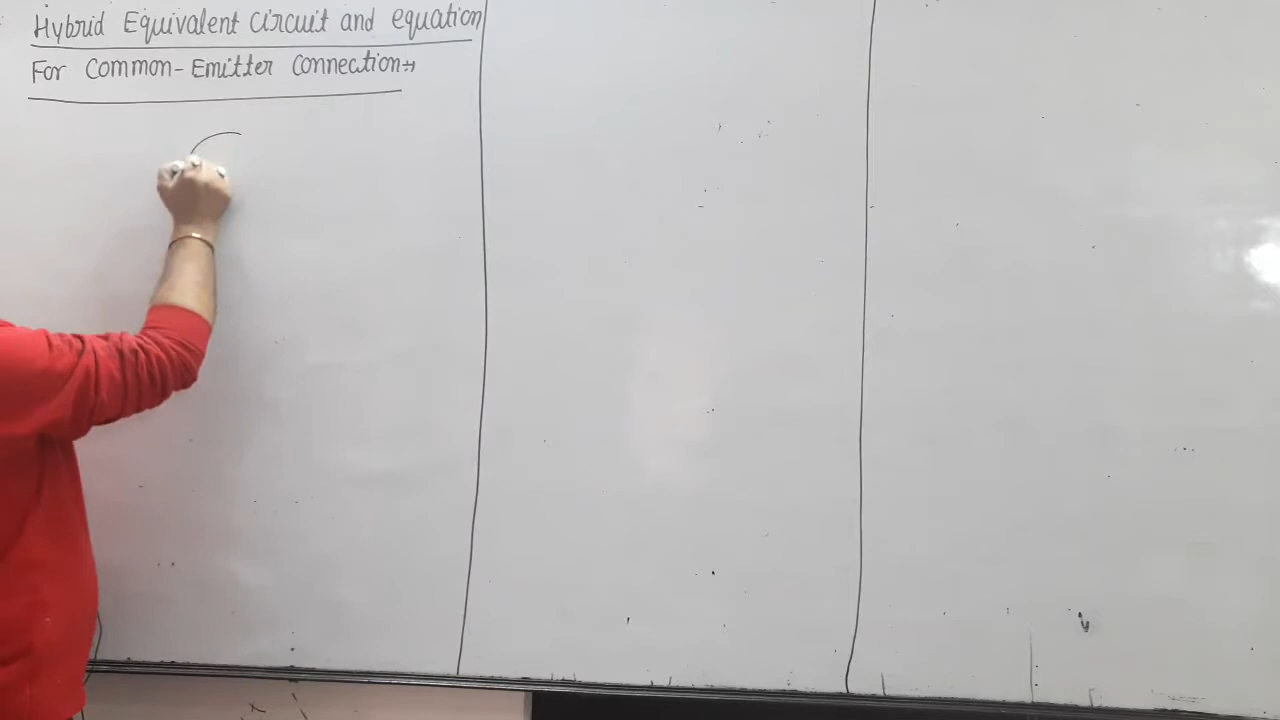 Hybrid Equivalent Circuit and equation
For Common-Emitter Connection:→